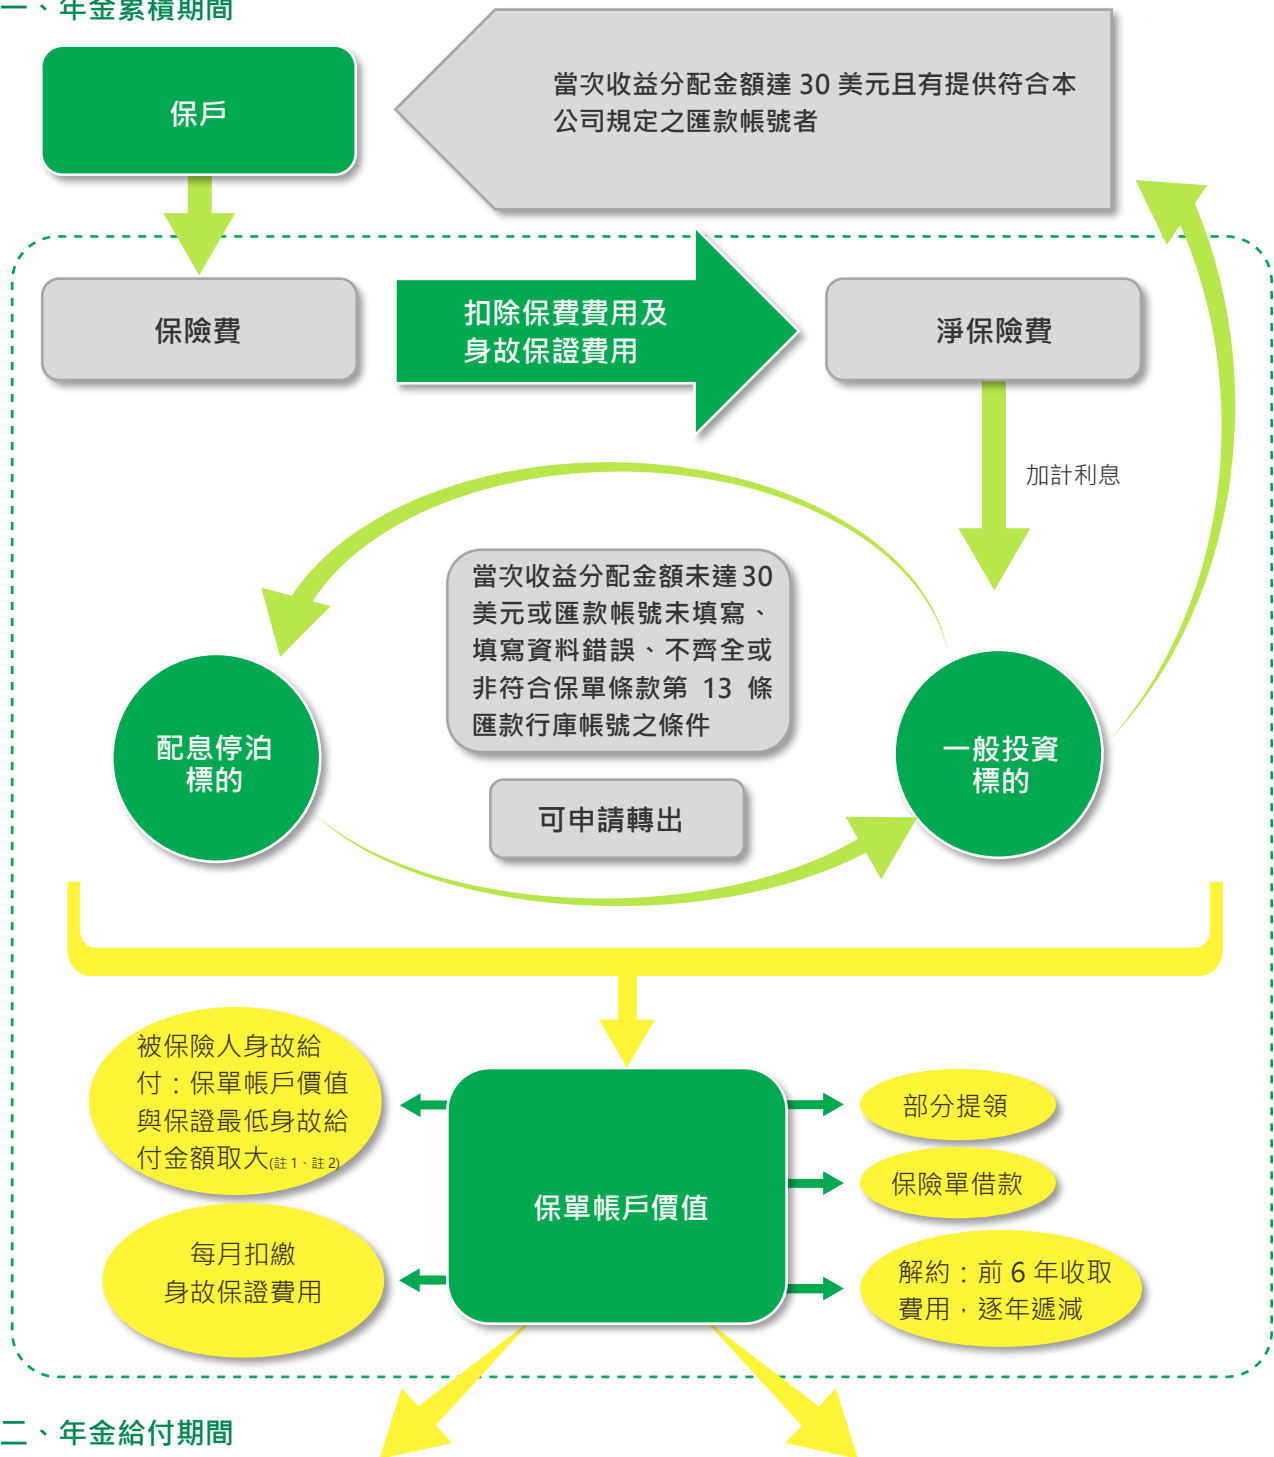 一、年金累積期間
保戶
當次收益分配金額達 30 美元且有提供符合本
公司規定之匯款帳號者
保險費
扣除保費費用及
身故保證費用
淨保險費
加計利息
當次收益分配金額未達 30
美元或匯款帳號未填寫、
填寫資料錯誤、不齊全或
非符合保單條款第 13 條
匯款行庫帳號之條件
配息停泊
標的
一般投資
標的
可申請轉出
被保險人身故給
付：保單帳戶價值
與保證最低身故給
付金額取大(註 1、註 2)
每月扣繳
身故保證費用
保單帳戶價值
部分提領
保險單借款
解約：前 6 年收取
費用，逐年遞減
二、年金給付期間